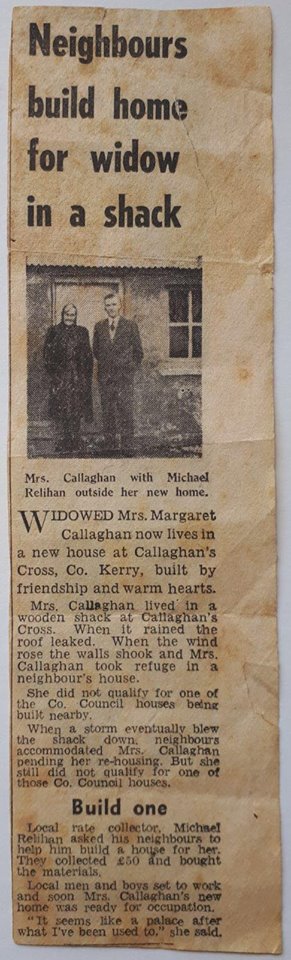 Neighbours
build home
for widow
in a shack
Mrs. Callaghan with Michael
Relihan outside her new home.
WIDOWED Mrs. Margaret
Callaghan now lives in
a new house at Callaghan's
Cross, Co. Kerry, built by
friendship and warm hearts.
Mrs. Callaghan lived in a
wooden shack at Callaghan's
Cross. When it rained the
roof leaked. When the wind
rose the walls shook and Mrs.
Callaghan took refuge in a
neighbour's house.
She did not qualify for one of
the Co. Council houses being
built nearby.
When a storm eventually blew
the shack down, neighbours
accommodated Mrs. Callaghan
pending her re-housing. But she
still did not qualify for one of
those Co. Council houses.
Build one
Local rate collector, Michael
Relihan asked his neighbours to
help him build a house for her.
They collected £50 and bought
the materials.
Local men and boys set to work
and soon Mrs. Callaghan's new
home was ready for occupation.
"It seems like a palace after
what I've been used to," she said.